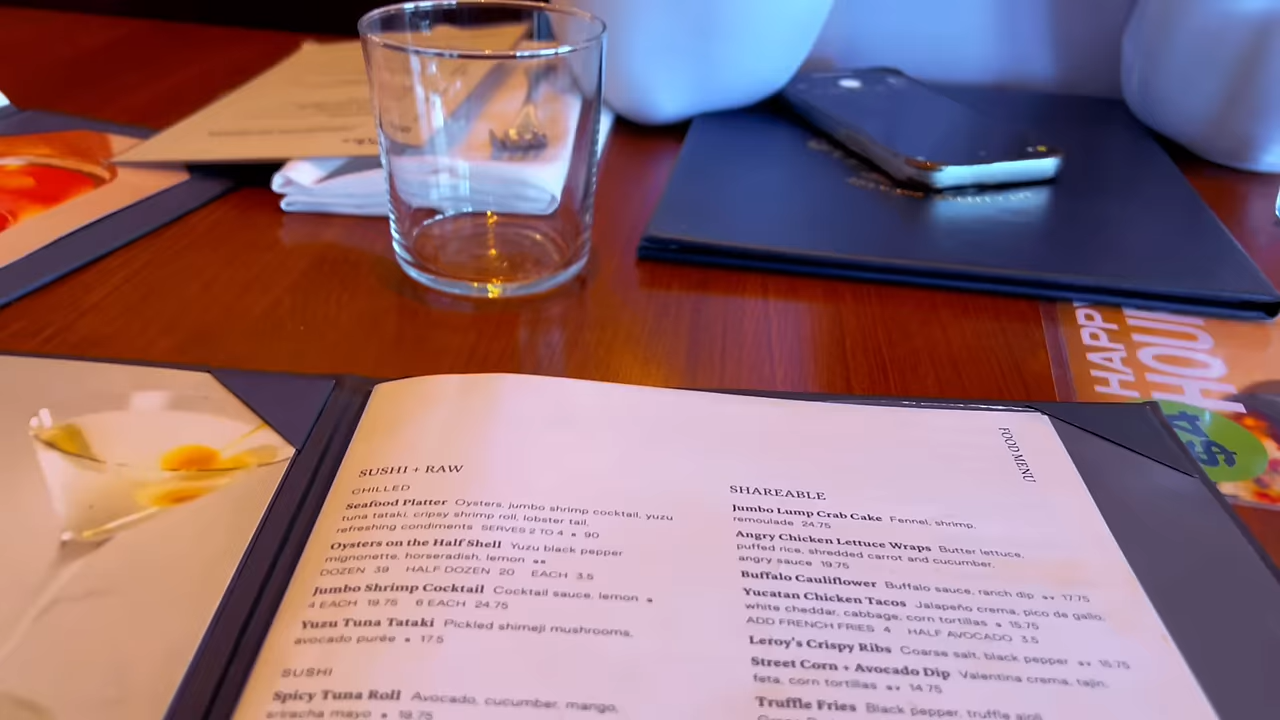 HAPPY
HOUR
$4
FOOD MENU
SUSHI + RAW
CHILLED
Seafood Platter Oysters, jumbo shrimp cocktail, yuzu
tuna tataki, cripsy shrimp roll, lobster tail,
refreshing condiments SERVES 2 TO 4 • 90
Oysters on the Half Shell Yuzu black pepper
mignonette, horseradish, lemon
DOZEN 39 HALF DOZEN 20 EACH 3.5
Jumbo Shrimp Cocktail Cocktail sauce, lemon •
4 EACH 19.75 6 EACH 24.75
Yuzu Tuna Tataki Pickled shimeji mushrooms,
avocado purée • 17.5
SUSHI
Spicy Tuna Roll Avocado, cucumber, mango,
sriracha mayo • 19.75
SHAREABLE
Jumbo Lump Crab Cake Fennel, shrimp,
remoulade 24.75
Angry Chicken Lettuce Wraps Butter lettuce,
puffed rice, shredded carrot and cucumber,
angry sauce 19.75
Buffalo Cauliflower Buffalo sauce, ranch dip 17.75
Yucatan Chicken Tacos Jalapeño crema, pico de gallo,
white cheddar, cabbage, corn tortillas • 15.75
ADD FRENCH FRIES 4 HALF AVOCADO 3.5
Leroy's Crispy Ribs Coarse salt, black pepper
Street Corn + Avocado Dip Valentina crema, tajin,
feta, corn tortillas 14.75
Truffle Fries Black pepper, truffle aioli,